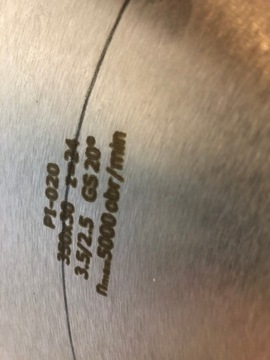 PI-020
350x30 z=24
3.5/2.5 GS 20°
nmax5000 obr/min